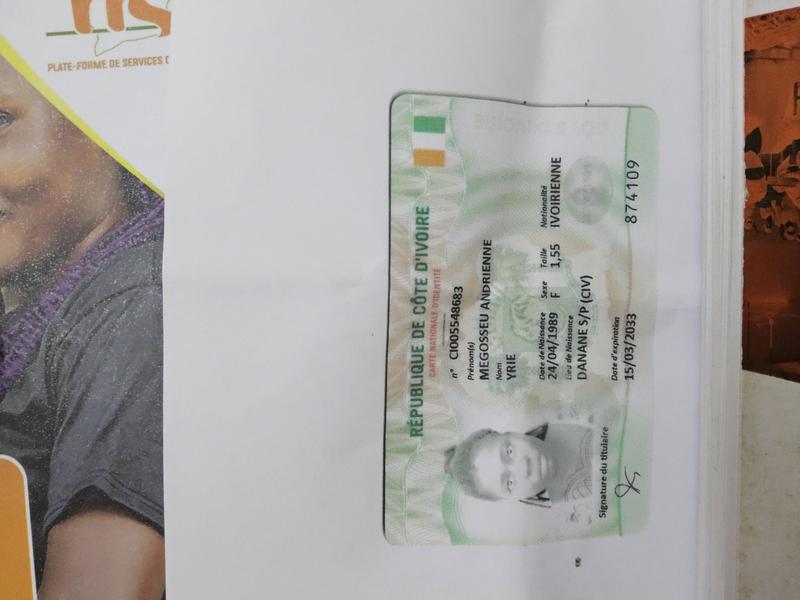 PLATE-FORME DE SERVICES
RÉPUBLIQUE DE CÔTE D'IVOIRE
CARTE NATIONALE D'IDENTITÉ
n° CI005548683
Prénom(s)
MEGOSSEU ANDRIENNE
Nom
YRIE
Date de Naissance Sexe Taille Nationalité
24/04/1989 F 1,55 IVOIRIENNE
Lieu de Naissance
DANANE S/P (CIV)
Date d'expiration
15/03/2033 874109
Signature du titulaire